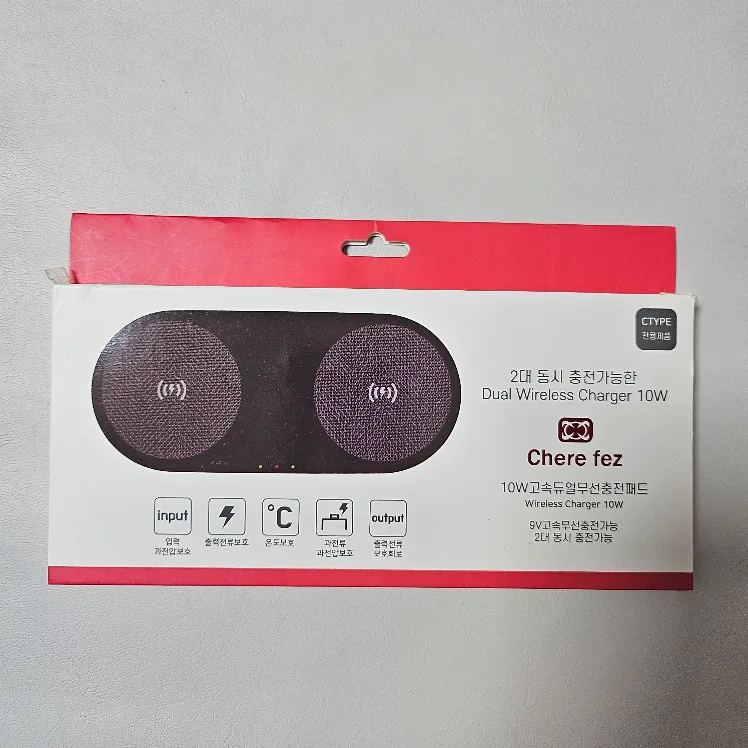 CTYPE
전용제품
2대 동시 충전가능한
Dual Wireless Charger 10W
Chere fez
10W고속듀얼무선충전패드
Wireless Charger 10W
9V고속무선충전가능
2대 동시 충전가능
input
입력
과전압보호
출력전류보호
°C
온도보호
과전류
과전압보호
output
출력전류
보호회로